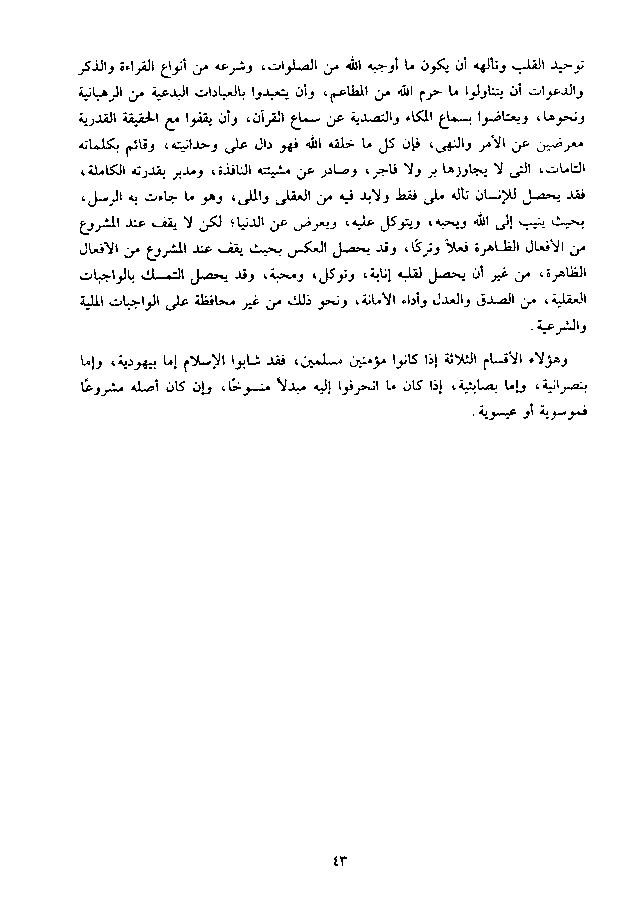 توحيد القلب وتألهه أن يكون ما أوجبه الله من الصلوات، وشرعه من أنواع القراءة والذكر
والدعوات أن يتناولوا ما حرم الله من المطاعم، وأن يتعبدوا بالعبادات البدعية من الرهبانية
ونحوها، ويعتاضوا بسماع المكاء والتصدية عن سماع القرآن، وأن يقفوا مع الحقيقة القدرية
معرضين عن الأمر والنهى، فإن كل ما خلقه الله فهو دال على وحدانيته، وقائم بكلماته
التامات، التى لا يجاوزها بر ولا فاجر، وصادر عن مشيئته النافذة، ومدبر بقدرته الكاملة،
فقد يحصل للإنسان تأله ملى فقط ولابد فيه من العقلى والملى، وهو ما جاءت به الرسل،
بحيث ينيب إلى الله ويحبه، ويتوكل عليه، ويعرض عن الدنيا؛ لكن لا يقف عند المشروع
من الأفعال الظاهرة فعلاً وتركًا، وقد يحصل العكس بحيث يقف عند المشروع من الأفعال
الظاهرة، من غير أن يحصل لقلبه إنابة، وتوكل، ومحبة، وقد يحصل التمسك بالواجبات
العقلية، من الصدق والعدل وأداء الأمانة، ونحو ذلك من غير محافظة على الواجبات الملية
والشرعية.
وهؤلاء الأقسام الثلاثة إذا كانوا مؤمنين مسلمين، فقد شابوا الإسلام إما بيهودية، وإما
بنصرانية، وإما بصابئية، إذا كان ما انحرفوا إليه مبدلاً منسوخًا، وإن كان أصله مشروعًا
فموسوية أو عيسوية.
٤٣